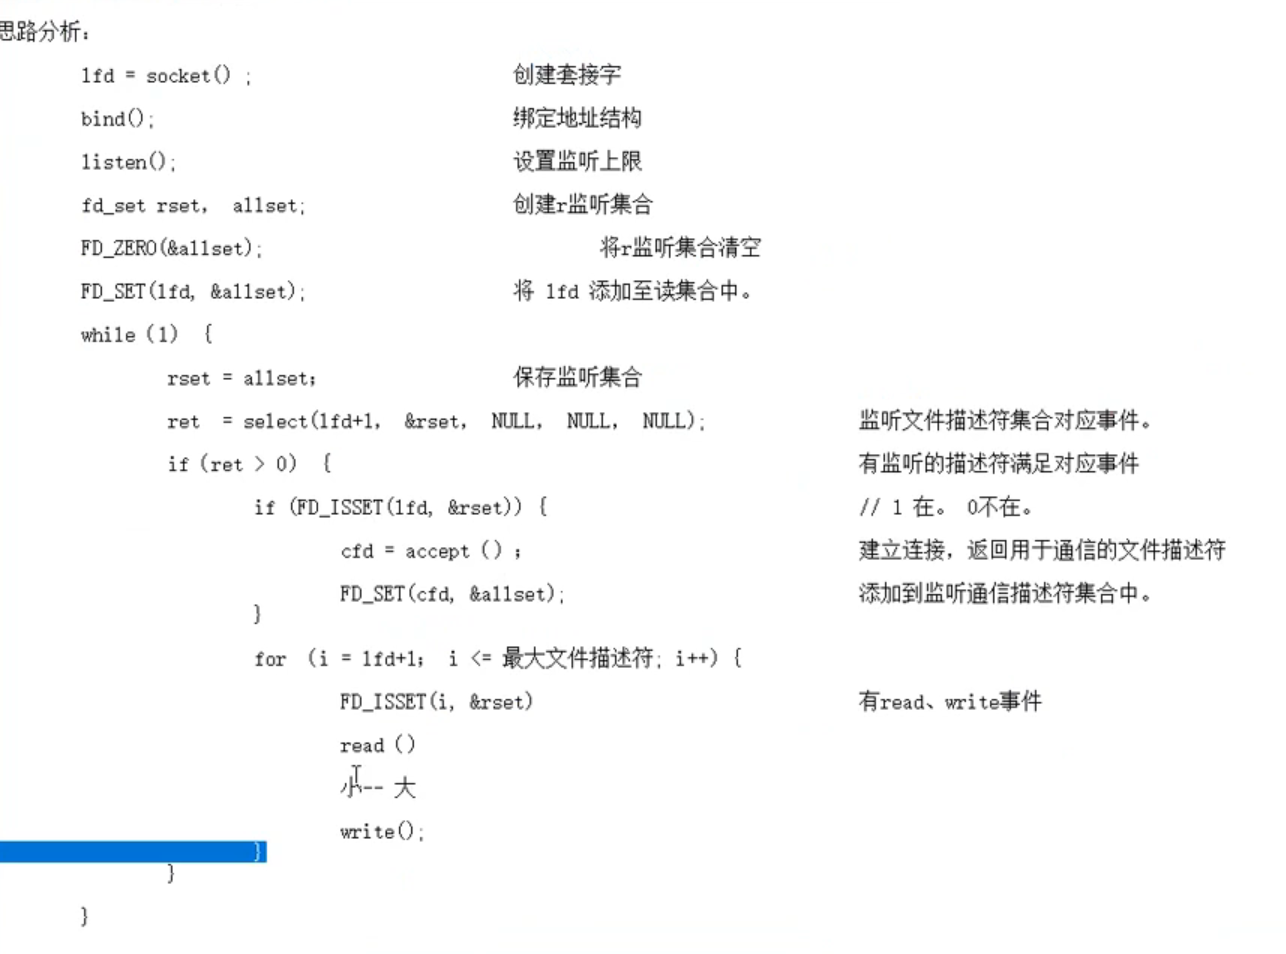 思路分析：
lfd = socket() ; 创建套接字
bind(); 绑定地址结构
listen(); 设置监听上限
fd_set rset， allset; 创建r监听集合
FD_ZERO(&allset); 将r监听集合清空
FD_SET(lfd, &allset); 将 lfd 添加至读集合中。
while（1） {
rset = allset； 保存监听集合
ret = select(lfd+1， &rset， NULL， NULL， NULL); 监听文件描述符集合对应事件。
if（ret > 0） { 有监听的描述符满足对应事件
if (FD_ISSET(lfd, &rset)) { // 1 在。 0不在。
cfd = accept（）； 建立连接，返回用于通信的文件描述符
FD_SET(cfd, &allset); 添加到监听通信描述符集合中。
}
for （i = lfd+1； i <= 最大文件描述符; i++）{
FD_ISSET(i, &rset) 有read、write事件
read（）
小-- 大
write();
}
}
}